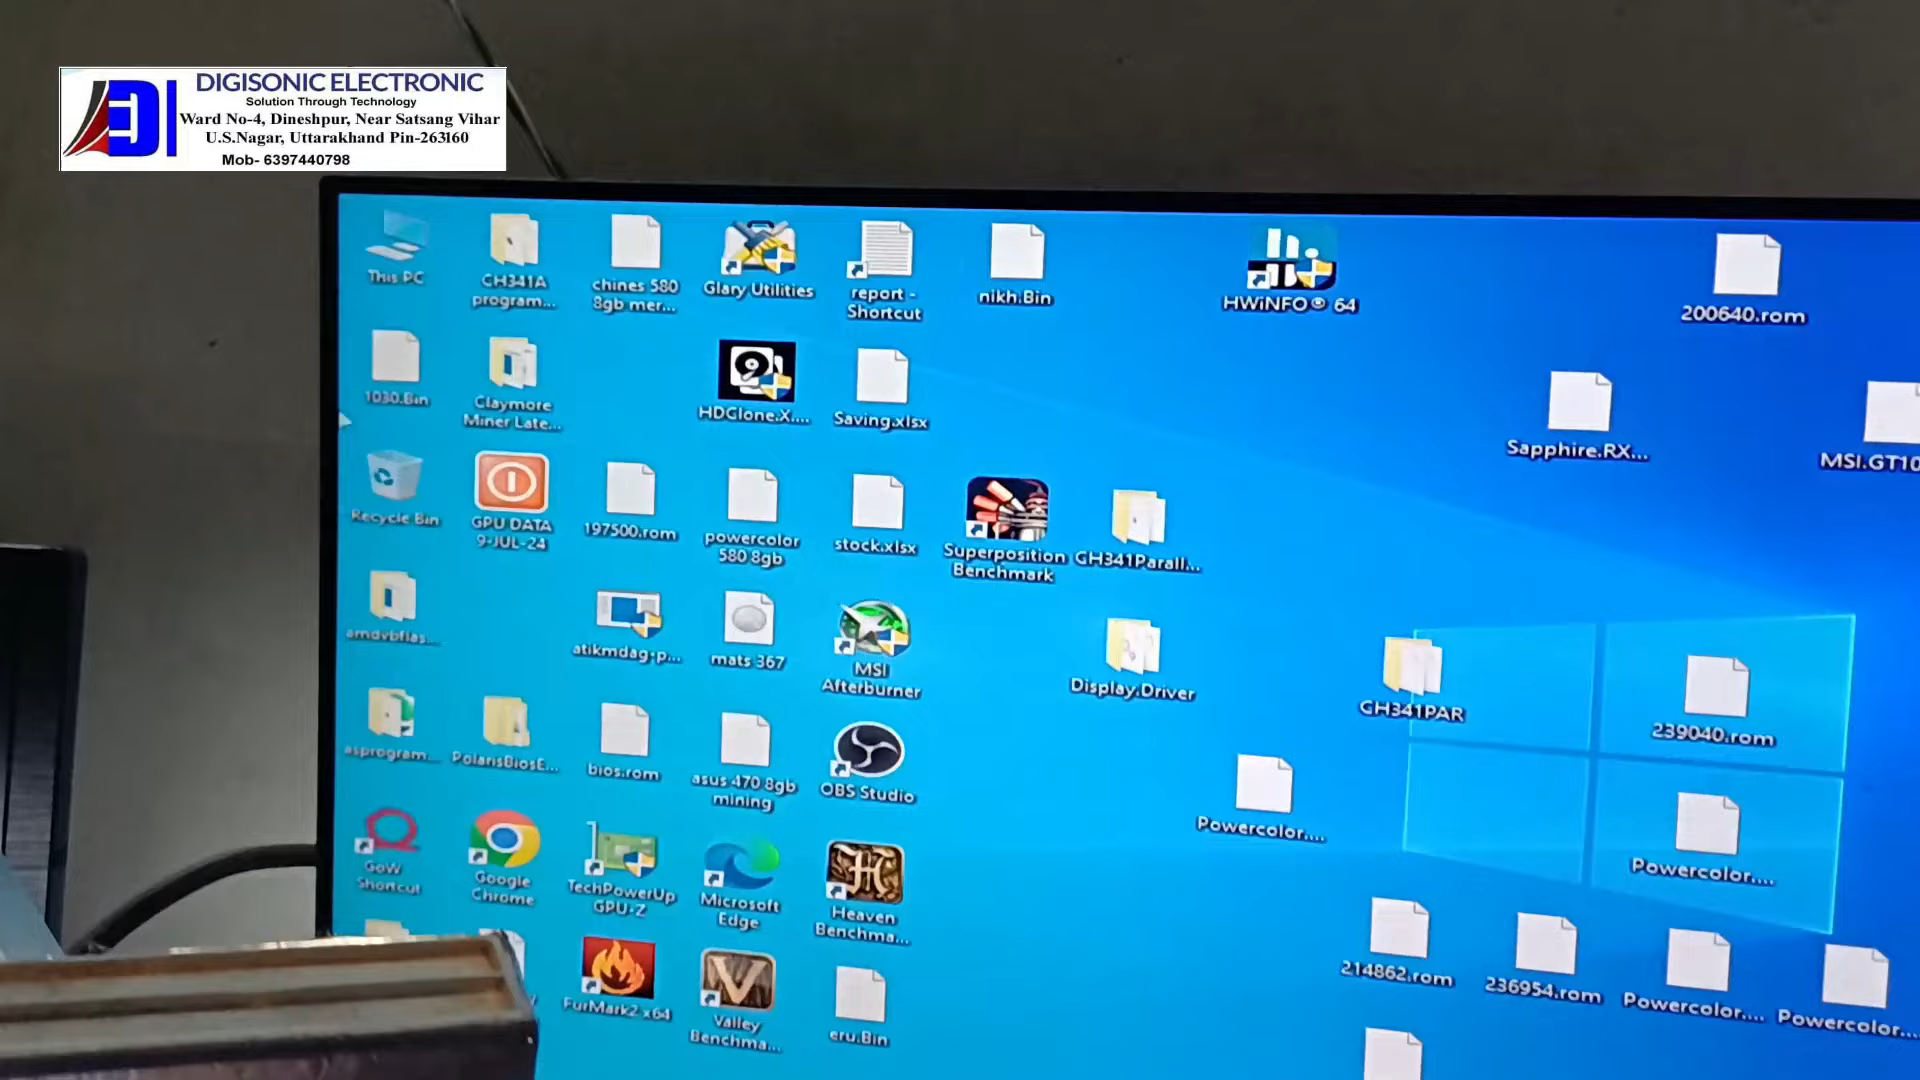 DIGISONIC ELECTRONIC
Solution Through Technology
Ward No-4, Dineshpur, Near Satsang Vihar
U.S.Nagar, Uttarakhand Pin-263160
Mob- 6397440798
This PC
CH341A
program...
chines 580
8gb mer...
Glary Utilities
report -
Shortcut
nikh.Bin
HWiNFO® 64
200640.rom
1030.Bin
Claymore
Miner Late...
HDClone.X....
Saving.xlsx
Sapphire.RX...
MSI.GT10
Recycle Bin
GPU DATA
9-JUL-24
197500.rom
powercolor
580 8gb
stock.xlsx
Superposition
Benchmark
GH341Parall...
amdvbflas...
atikmdag-p...
mats 367
MSI
Afterburner
Display.Driver
GH341PAR
239040.rom
asprogram...
PolarisBiosE...
bios.rom
asus 470 8gb
mining
OBS Studio
Powercolor....
Powercolor....
GoW
Shortcut
Google
Chrome
TechPowerUp
GPU-Z
Microsoft
Edge
Heaven
Benchma...
214862.rom
236954.rom
Powercolor....
Powercolor...
FurMark2 x64
Valley
Benchma...
eru.Bin